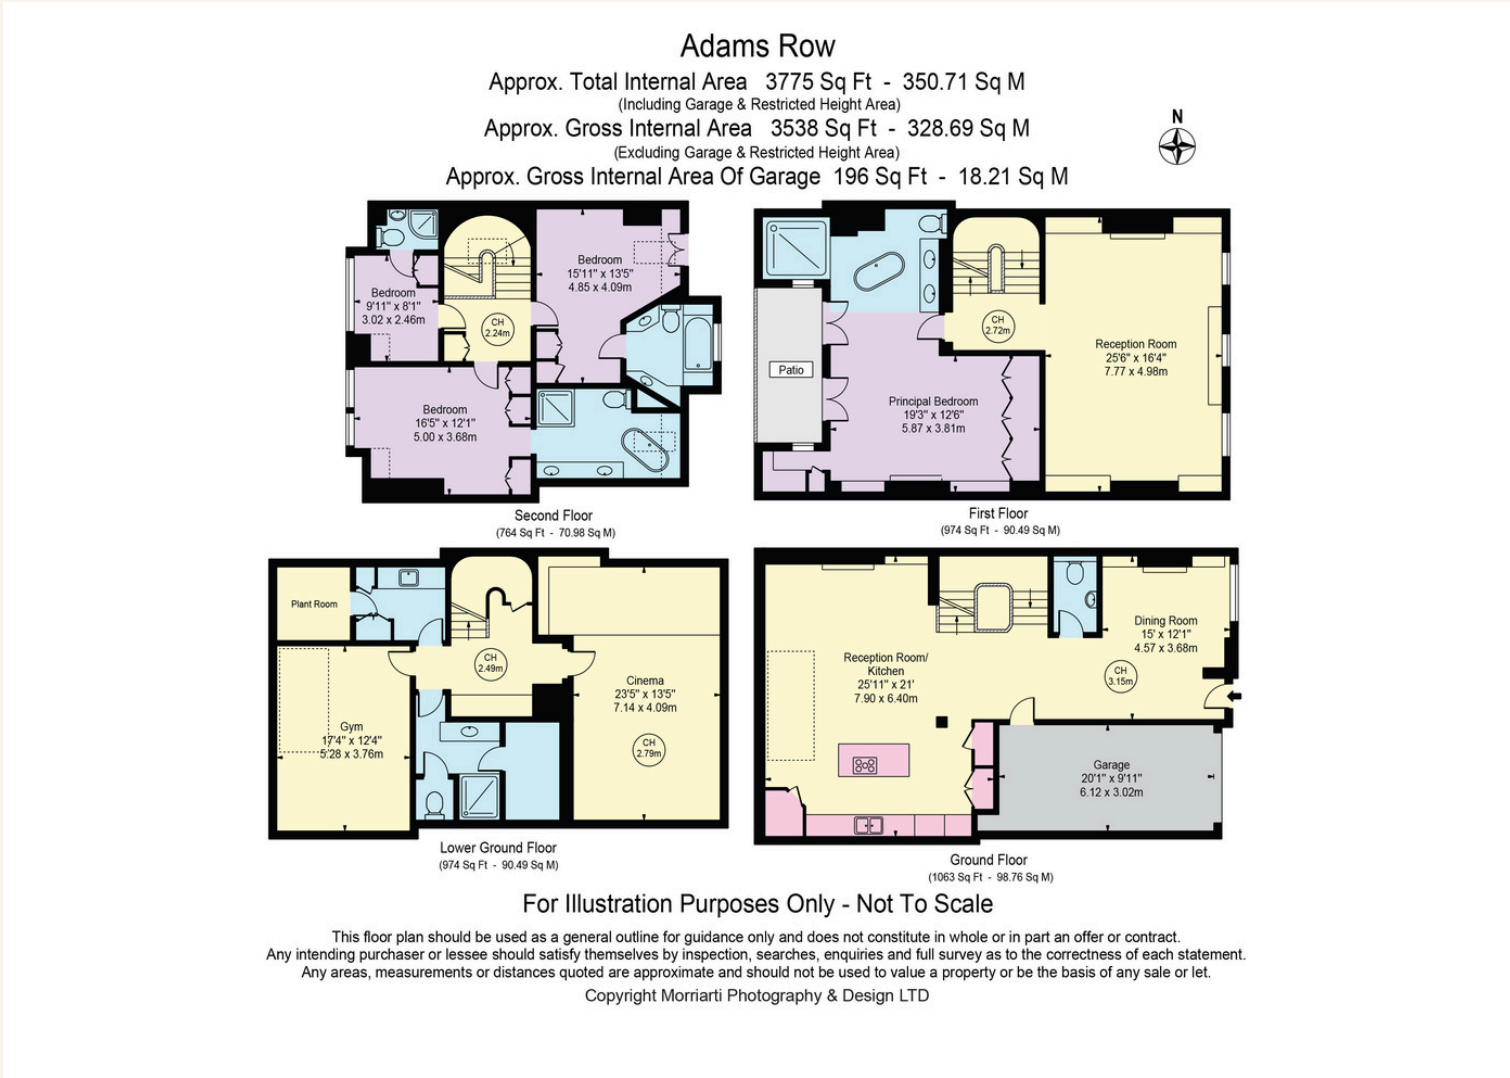 Adams Row
Approx. Total Internal Area 3775 Sq Ft - 350.71 Sq M
(Including Garage & Restricted Height Area)
Approx. Gross Internal Area 3538 Sq Ft - 328.69 Sq M
(Excluding Garage & Restricted Height Area)
Approx. Gross Internal Area Of Garage 196 Sq Ft - 18.21 Sq M
N
Bedroom
15'11" x 13'5"
4.85 x 4.09m
Bedroom
9'11" x 8'1"
3.02 x 2.46m
CH
2.24m
Bedroom
16'5" x 12'1"
5.00 x 3.68m
Second Floor
(764 Sq Ft - 70.98 Sq M)
CH
2.72m
Reception Room
25'6" x 16'4"
7.77 x 4.98m
Patio
Principal Bedroom
19'3" x 12'6"
5.87 x 3.81m
First Floor
(974 Sq Ft - 90.49 Sq M)
Plant Room
CH
2.49m
Cinema
23'5" x 13'5"
7.14 x 4.09m
CH
2.79m
Gym
17'4" x 12'4"
5.28 x 3.76m
Lower Ground Floor
(974 Sq Ft - 90.49 Sq M)
Dining Room
15' x 12'1"
4.57 x 3.68m
CH
3.15m
Reception Room/
Kitchen
25'11" x 21'
7.90 x 6.40m
Garage
20'1" x 9'11"
6.12 x 3.02m
Ground Floor
(1063 Sq Ft - 98.76 Sq M)
For Illustration Purposes Only - Not To Scale
This floor plan should be used as a general outline for guidance only and does not constitute in whole or in part an offer or contract.
Any intending purchaser or lessee should satisfy themselves by inspection, searches, enquiries and full survey as to the correctness of each statement.
Any areas, measurements or distances quoted are approximate and should not be used to value a property or be the basis of any sale or let.
Copyright Morriarti Photography & Design LTD